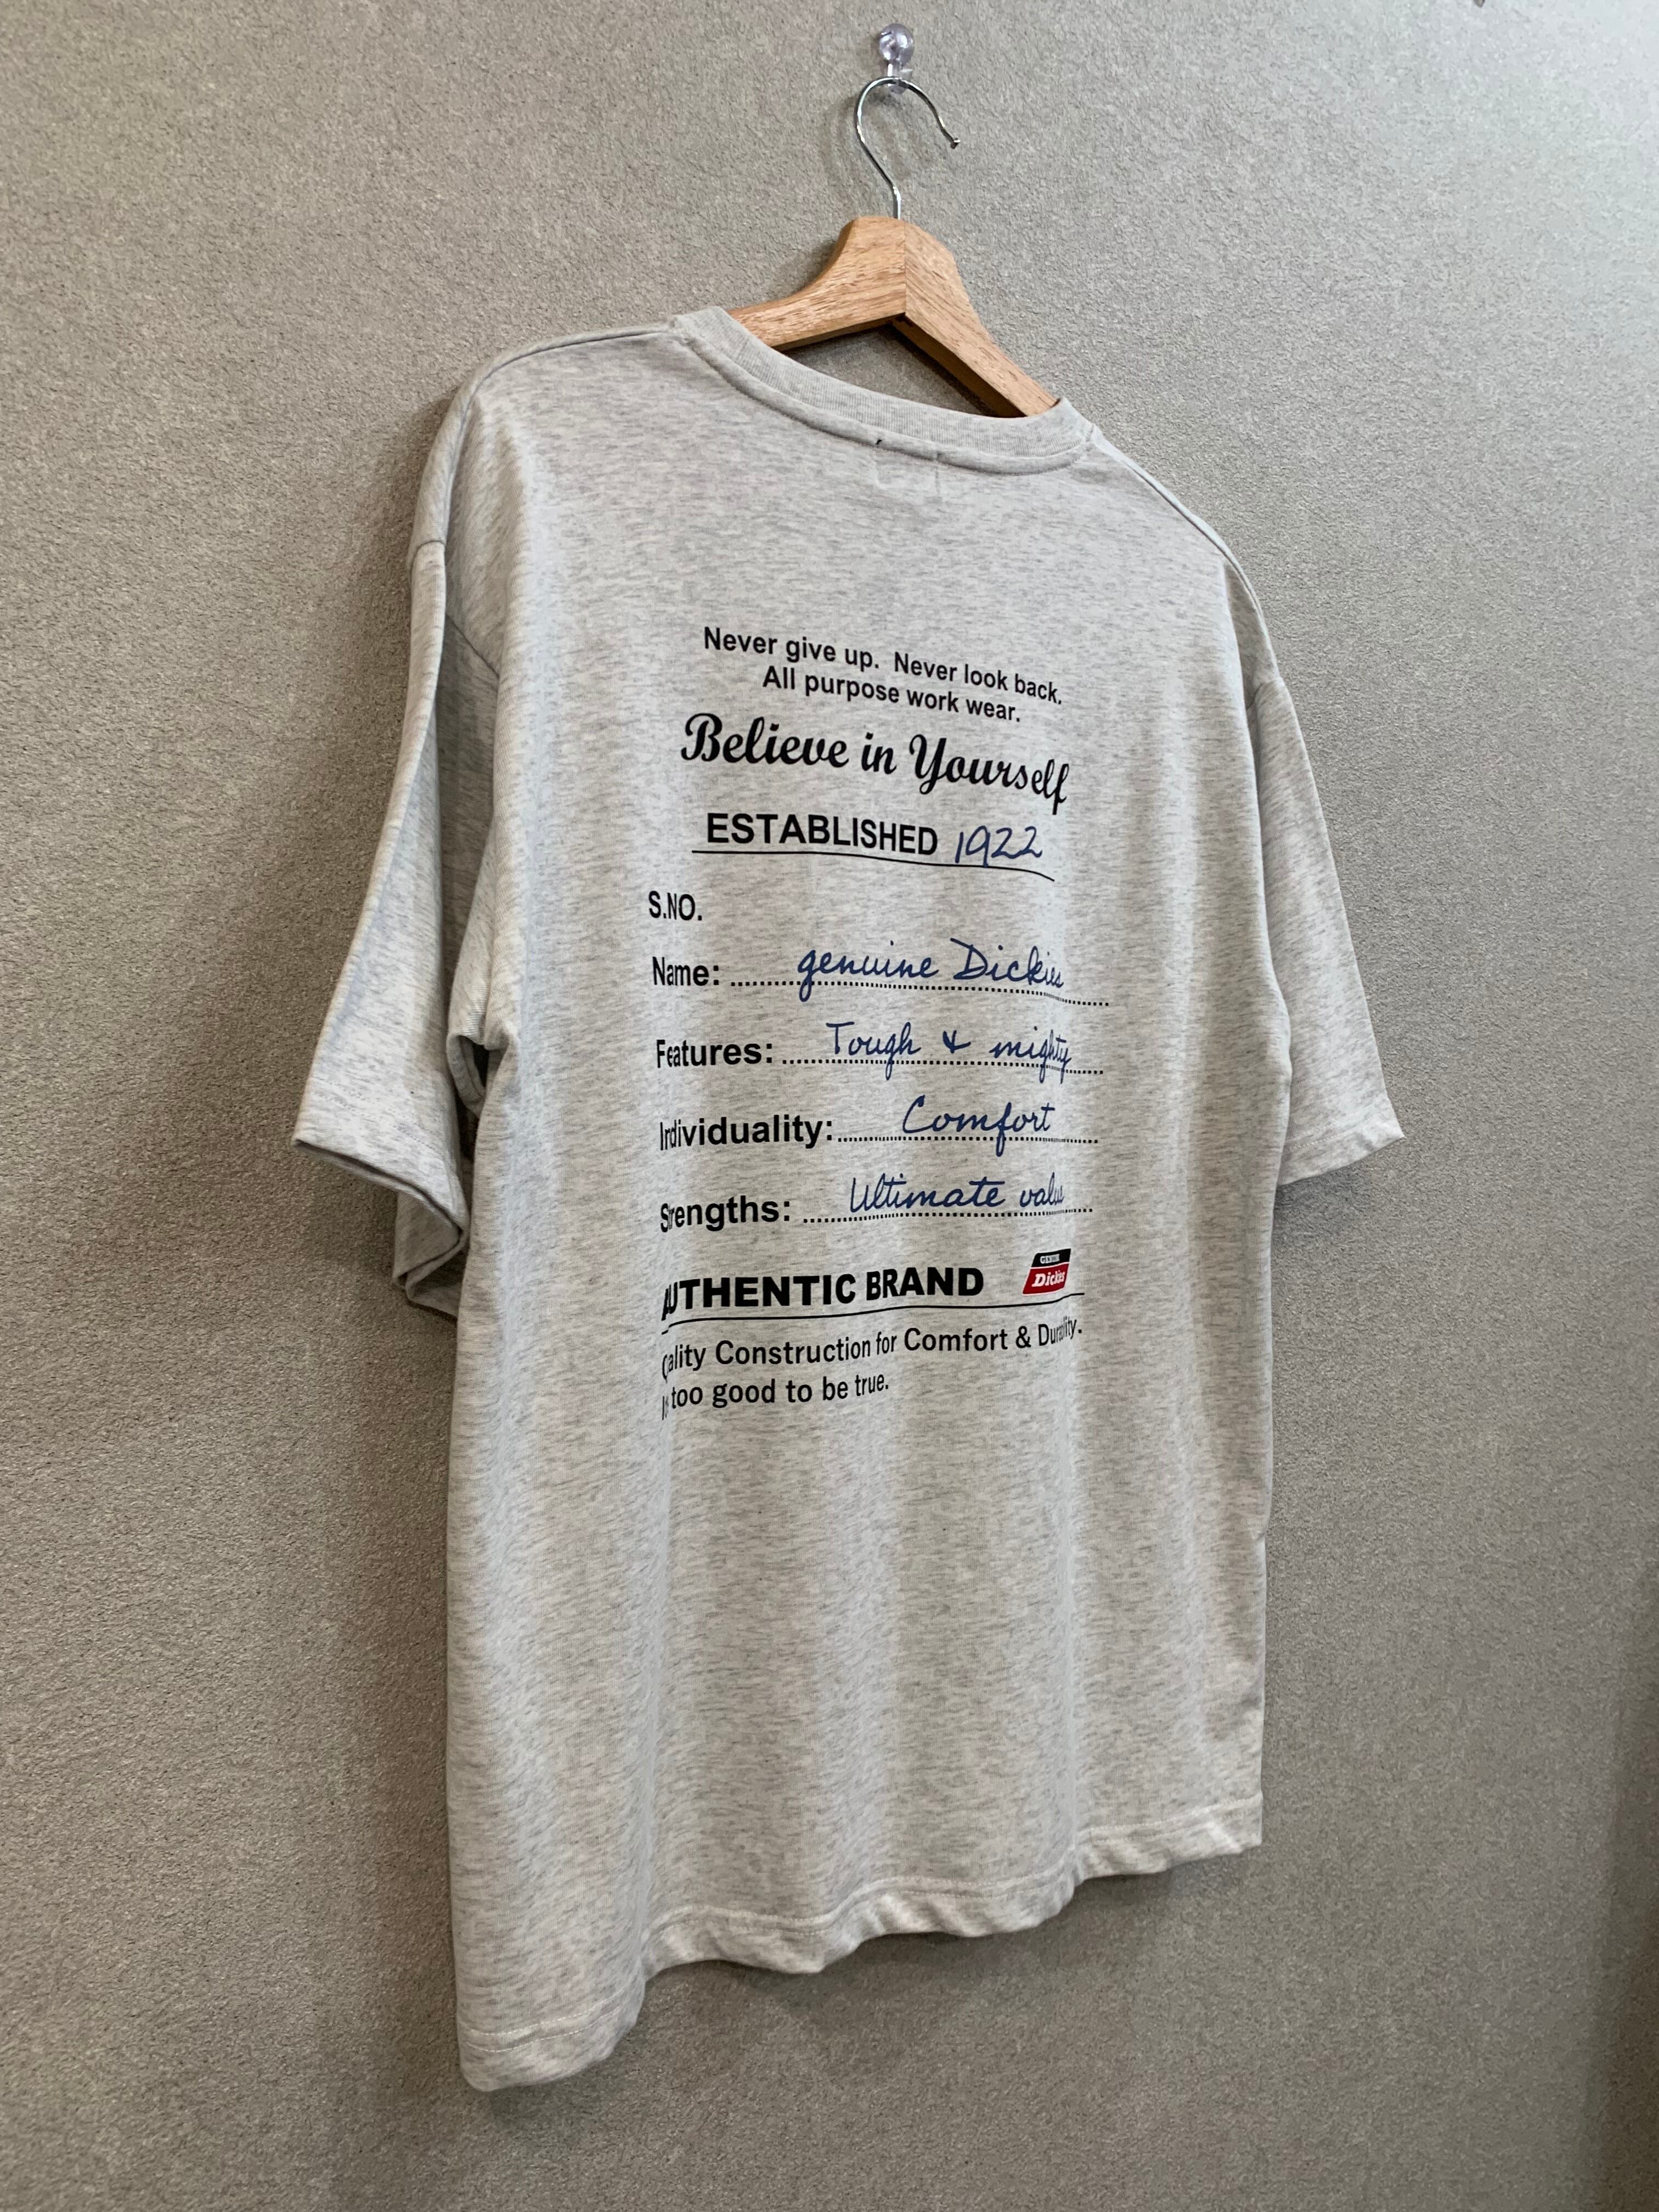 Never give up. Never look back.
All purpose work wear.
Believe in Yourself
ESTABLISHED 1922
S.NO.
Name: genuine Dickies
Features: Tough & mighty
Individuality: Comfort
Strengths: Ultimate value
AUTHENTIC BRAND
Dickies
Quality Construction for Comfort & Durability.
too good to be true.